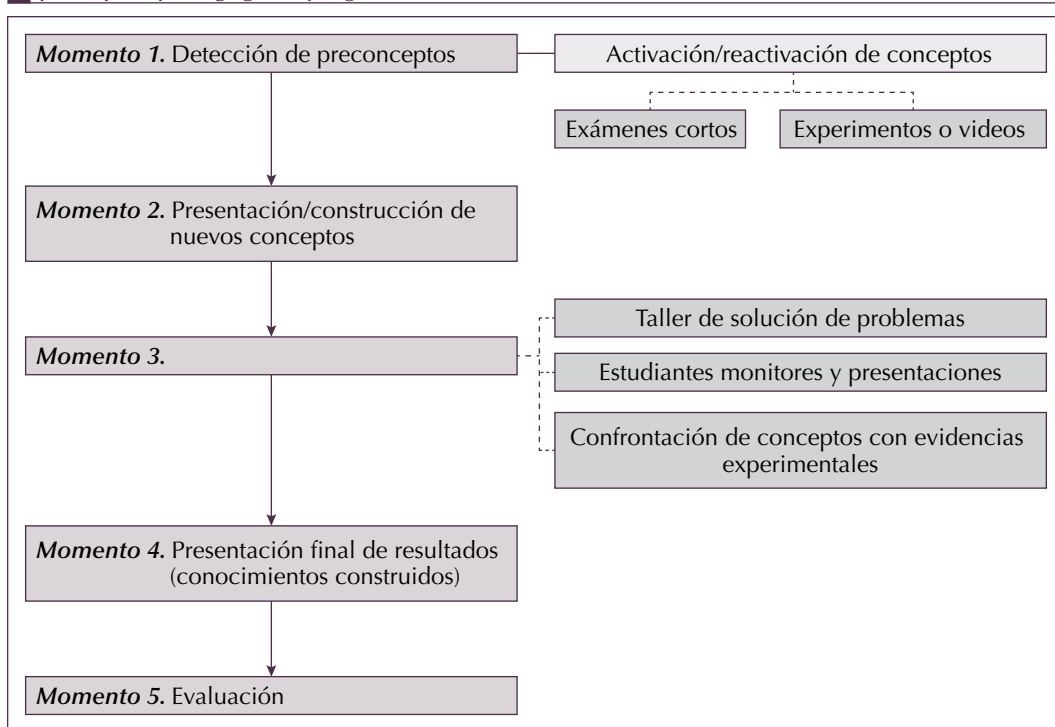 Momento 1. Detección de preconceptos
Activación/reactivación de conceptos
Exámenes cortos
Experimentos o videos
Momento 2. Presentación/construcción de
nuevos conceptos
Momento 3.
Taller de solución de problemas
Estudiantes monitores y presentaciones
Confrontación de conceptos con evidencias
experimentales
Momento 4. Presentación final de resultados
(conocimientos construidos)
Momento 5. Evaluación